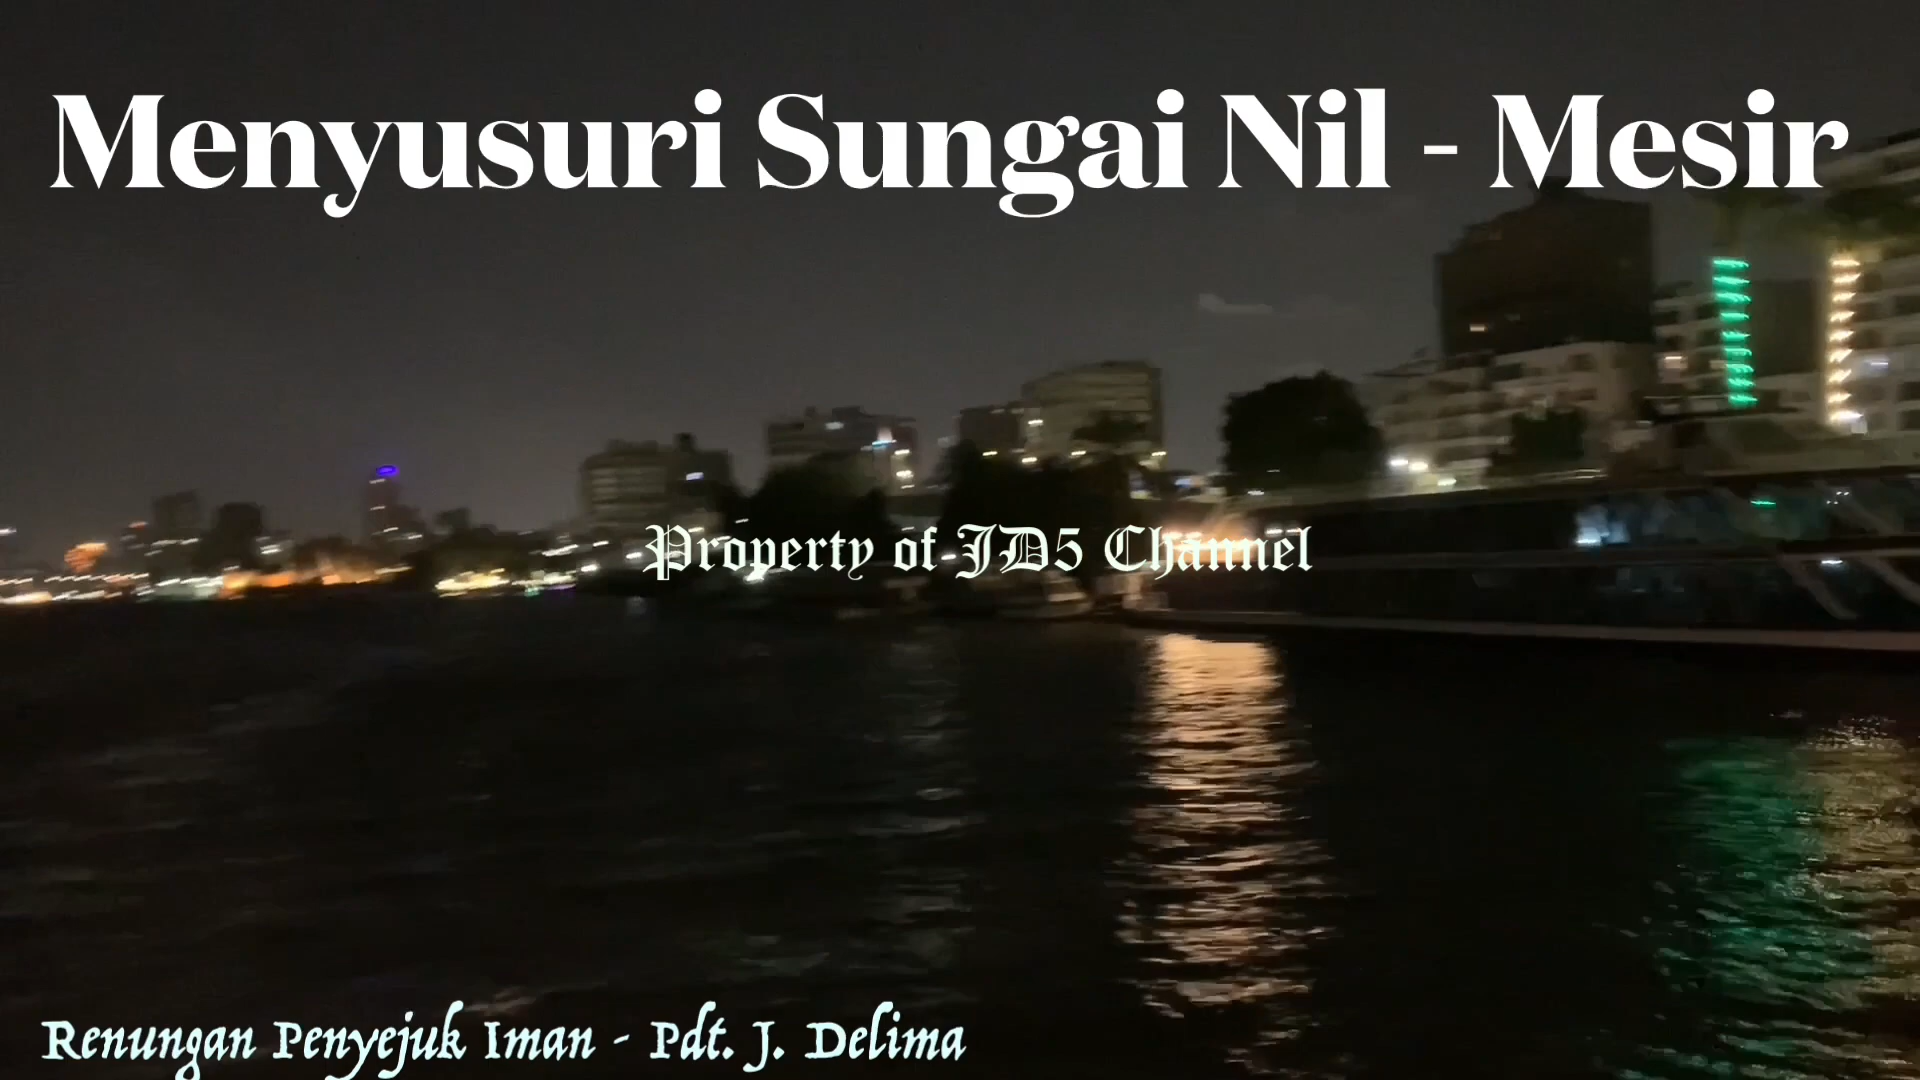 Menyusuri Sungai Nil - Mesir
Property of JD5 Channel
Renungan Penyejuk Iman - Pdt. J. Delima